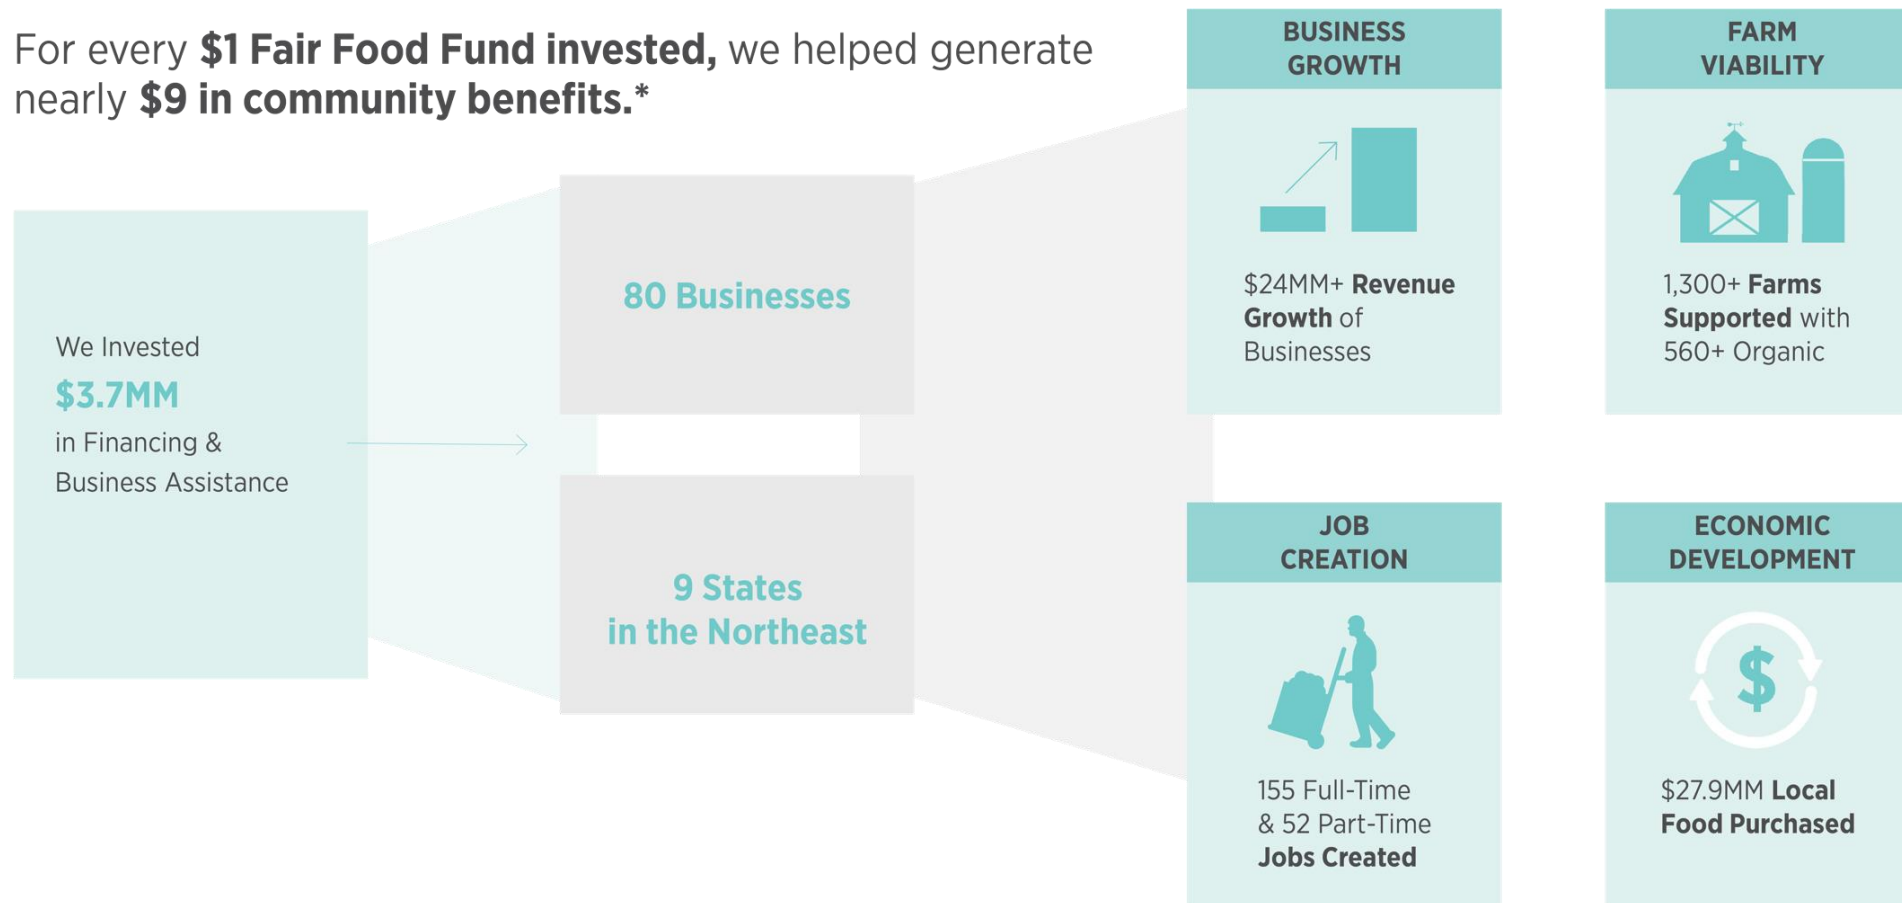 For every $1 Fair Food Fund invested, we helped generate
nearly $9 in community benefits.*
We Invested
$3.7MM
in Financing &
Business Assistance
80 Businesses
9 States
in the Northeast
BUSINESS
GROWTH
$24MM+ Revenue
Growth of
Businesses
FARM
VIABILITY
1,300+ Farms
Supported with
560+ Organic
JOB
CREATION
155 Full-Time
& 52 Part-Time
Jobs Created
ECONOMIC
DEVELOPMENT
$
$27.9MM Local
Food Purchased